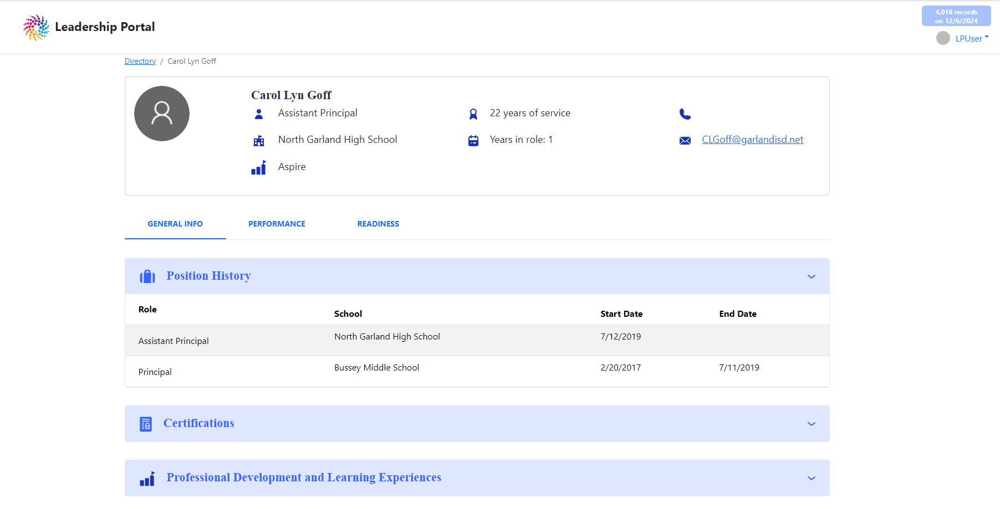 Leadership Portal
4,018 records
on 12/6/2024
LPUser
Directory / Carol Lyn Goff
Carol Lyn Goff
Assistant Principal
22 years of service
North Garland High School
Years in role: 1
CLGoff@garlandisd.net
Aspire
GENERAL INFO
PERFORMANCE
READINESS
Position History
Role
School
Start Date
End Date
Assistant Principal
North Garland High School
7/12/2019
Principal
Bussey Middle School
2/20/2017
7/11/2019
Certifications
Professional Development and Learning Experiences